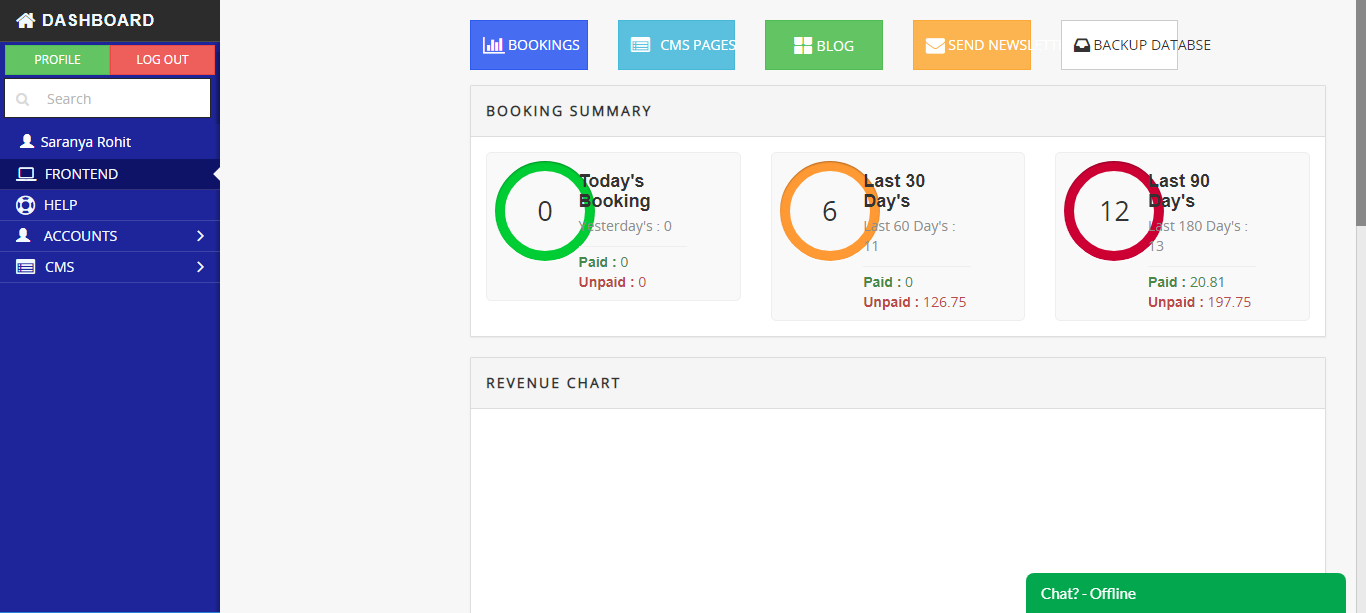 DASHBOARD
PROFILE LOG OUT
Search
Saranya Rohit
FRONTEND
HELP
ACCOUNTS
CMS
BOOKINGS CMS PAGES BLOG SEND NEWSLETT BACKUP DATABSE
BOOKING SUMMARY
0
Today's
Booking
Yesterday's : 0
Paid : 0
Unpaid : 0
6
Last 30
Day's
Last 60 Day's :
11
Paid : 0
Unpaid : 126.75
12
Last 90
Day's
Last 180 Day's :
13
Paid : 20.81
Unpaid : 197.75
REVENUE CHART
Chat? - Offline